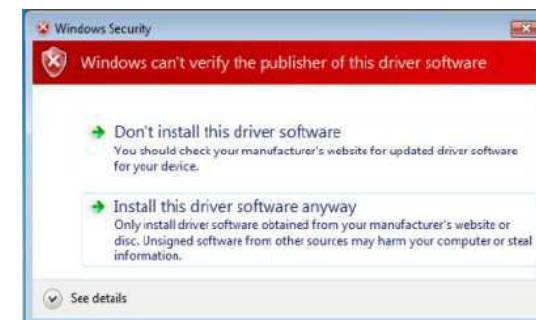 Windows Security
Windows can't verify the publisher of this driver software
Don't install this driver software
You should check your manufacturer's website for updated driver software
for your device.
Install this driver software anyway
Only install driver software obtained from your manufacturer's website or
disc. Unsigned software from other sources may harm your computer or steal
information.
See details